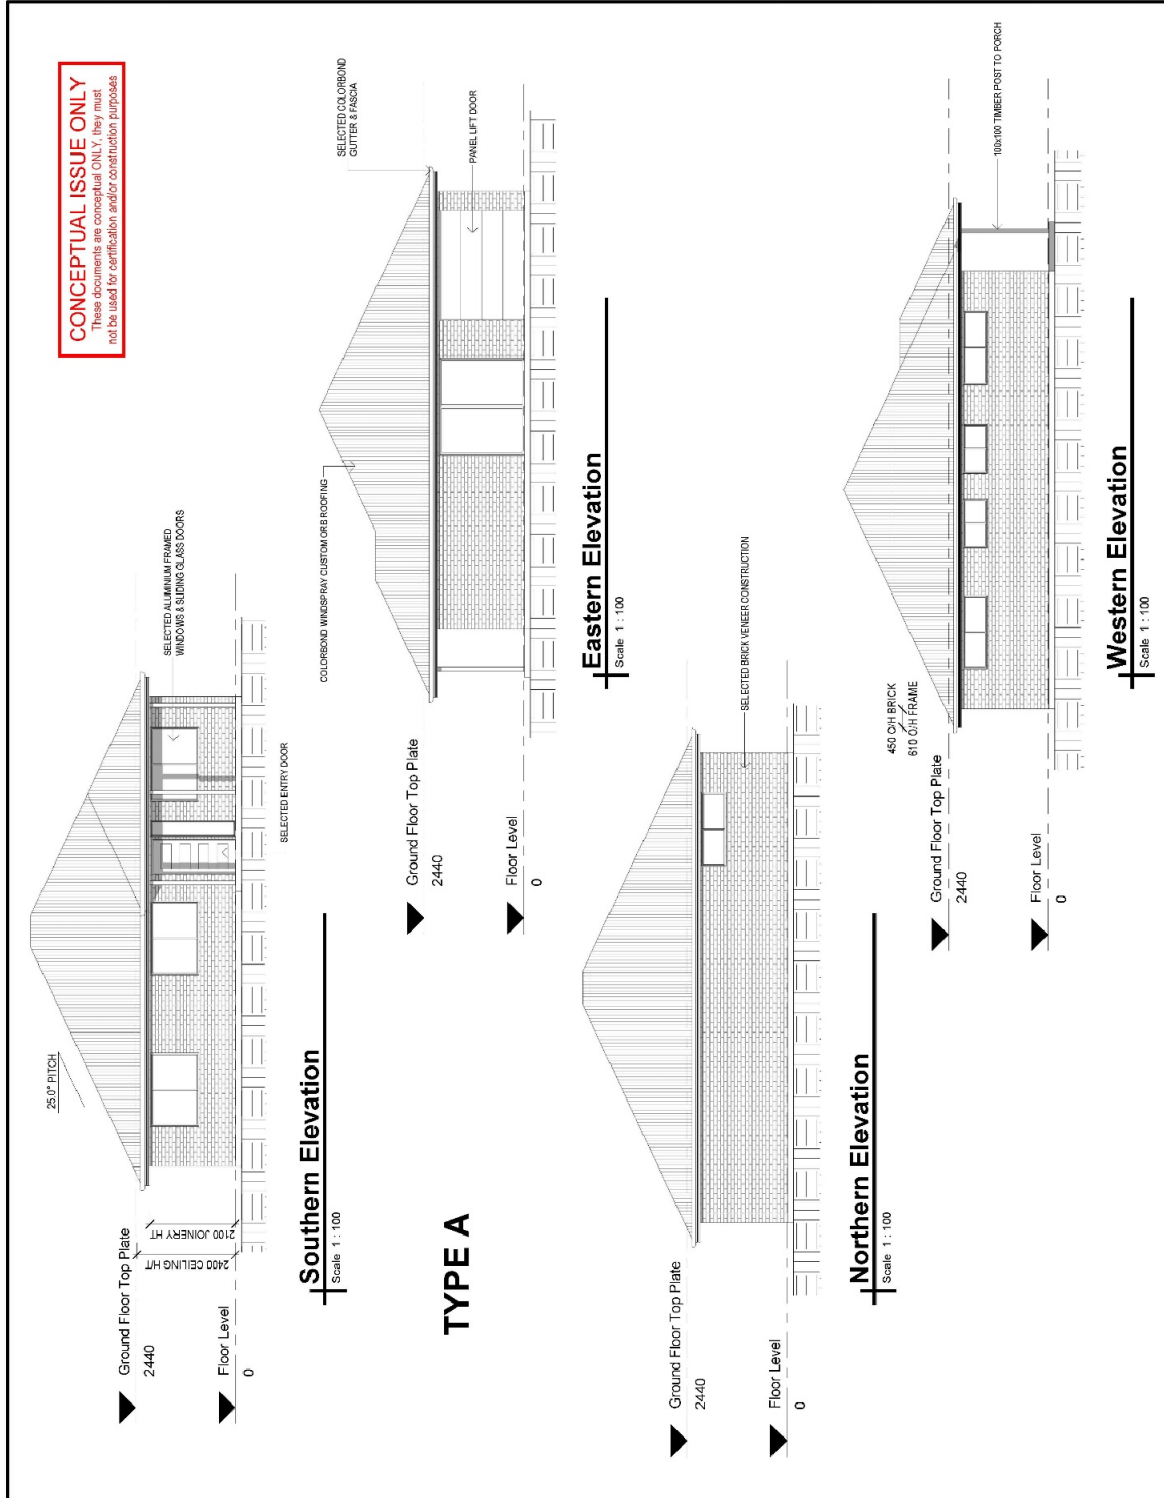 CONCEPTUAL ISSUE ONLY
These documents are conceptual ONLY, they must
not be used for certification and/or construction purposes
25.0° PITCH
SELECTED ALUMINIUM FRAMED
WINDOWS & SLIDING GLASS DOORS
Ground Floor Top Plate
2440
2400 CEILING H/T
2100 JOINERY HT
Floor Level
0
SELECTED ENTRY DOOR
Southern Elevation
Scale 1 : 100
SELECTED COLORBOND
GUTTER & FASCIA
PANEL LIFT DOOR
COLORBOND WINDSPRAY CUSTOM ORB ROOFING
Ground Floor Top Plate
2440
Floor Level
0
Eastern Elevation
Scale 1 : 100
TYPE A
Ground Floor Top Plate
2440
Floor Level
0
SELECTED BRICK VENEER CONSTRUCTION
Northern Elevation
Scale 1 : 100
450 O/H BRICK
610 O/H FRAME
100x100 TIMBER POST TO PORCH
Ground Floor Top Plate
2440
Floor Level
0
Western Elevation
Scale 1 : 100